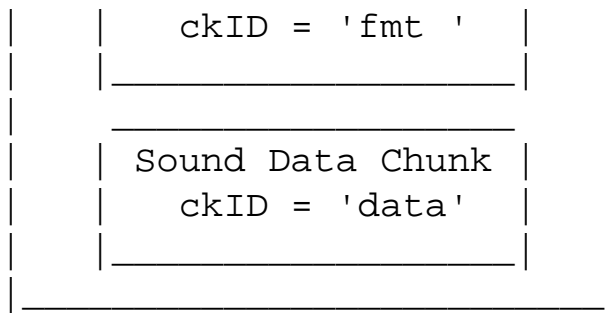 ckID = 'fmt '
Sound Data Chunk
ckID = 'data'